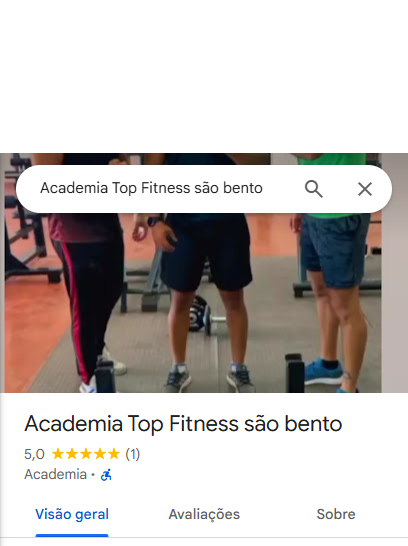 Academia Top Fitness são bento
Academia Top Fitness são bento
5,0 (1)
Academia ·
Visão geral Avaliações Sobre